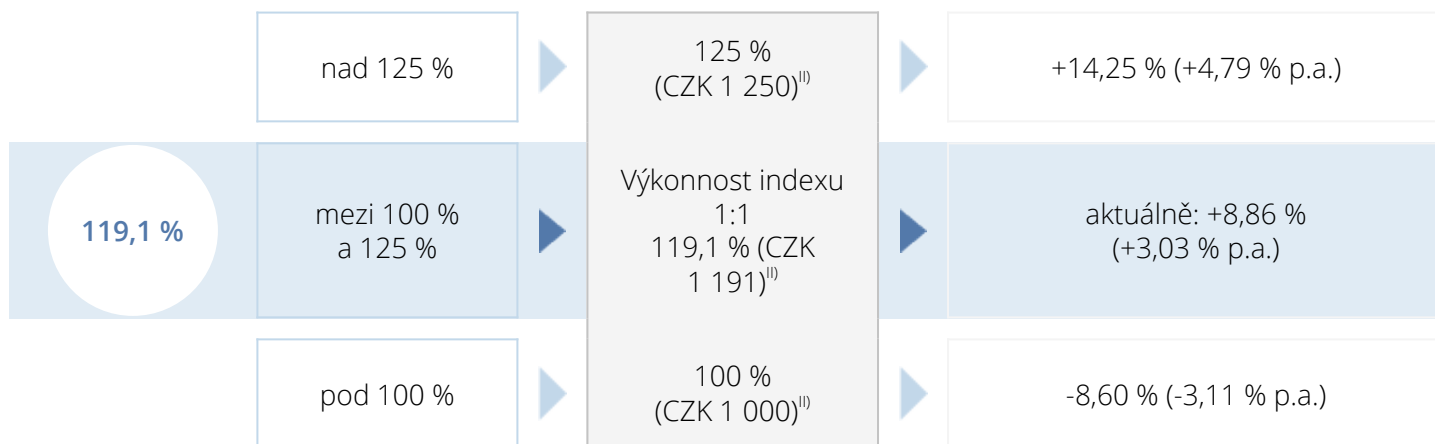 nad 125 %
125 %
(CZK 1 250)II)
+14,25 % (+4,79 % p.a.)
119,1 %
mezi 100 %
a 125 %
Výkonnost indexu
1:1
119,1 % (CZK
1 191)II)
aktuálně: +8,86 %
(+3,03 % p.a.)
pod 100 %
100 %
(CZK 1 000)II)
-8,60 % (-3,11 % p.a.)